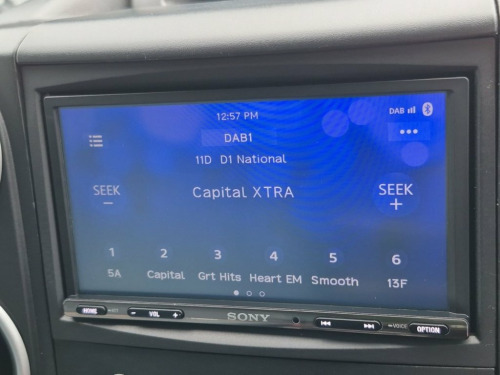 12:57 PM
DAB
DAB1
•••
11D D1 National
SEEK
−
Capital XTRA
SEEK
+
1 2 3 4 5 6
5A Capital Grt Hits Heart EM Smooth 13F
HOME − VOL + SONY VOICE OPTION